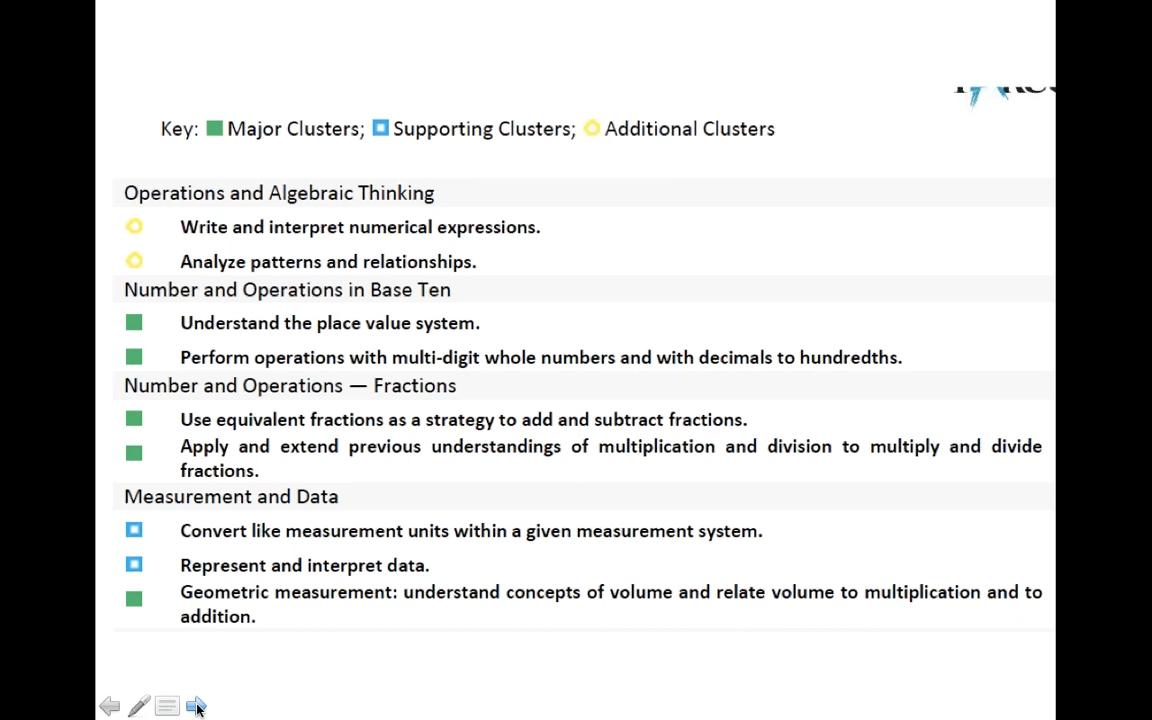 Key: Major Clusters; Supporting Clusters; Additional Clusters
Operations and Algebraic Thinking
Write and interpret numerical expressions.
Analyze patterns and relationships.
Number and Operations in Base Ten
Understand the place value system.
Perform operations with multi-digit whole numbers and with decimals to hundredths.
Number and Operations — Fractions
Use equivalent fractions as a strategy to add and subtract fractions.
Apply and extend previous understandings of multiplication and division to multiply and divide
fractions.
Measurement and Data
Convert like measurement units within a given measurement system.
Represent and interpret data.
Geometric measurement: understand concepts of volume and relate volume to multiplication and to
addition.